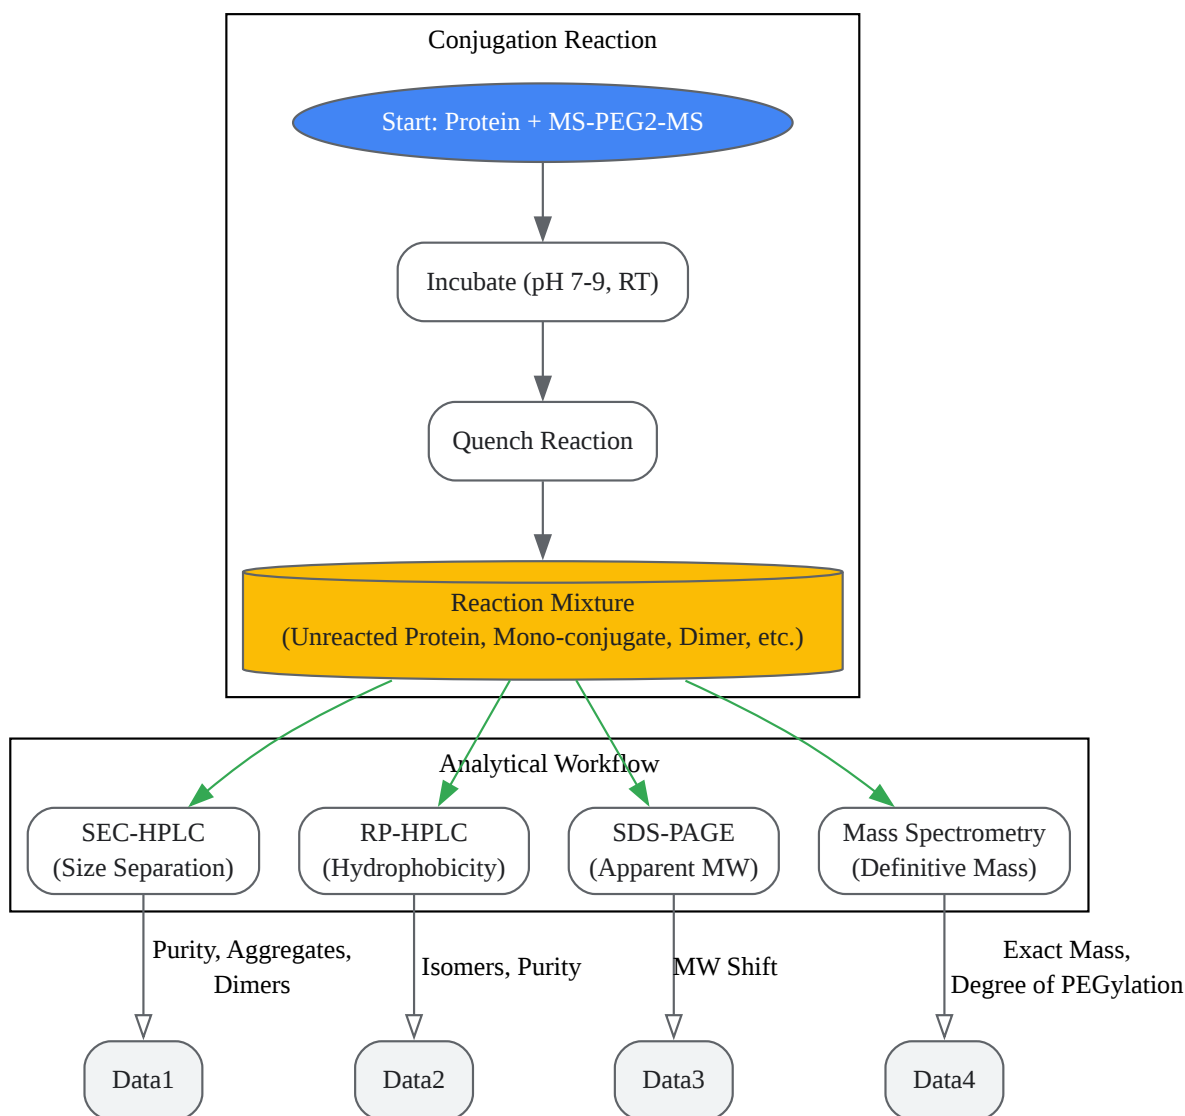 Conjugation Reaction
Start: Protein + MS-PEG2-MS
Incubate (pH 7-9, RT)
Quench Reaction
Reaction Mixture
(Unreacted Protein, Mono-conjugate, Dimer, etc.)
Analytical Workflow
SEC-HPLC
(Size Separation)
RP-HPLC
(Hydrophobicity)
SDS-PAGE
(Apparent MW)
Mass Spectrometry
(Definitive Mass)
Purity, Aggregates,
Dimers
Isomers, Purity
MW Shift
Exact Mass,
Degree of PEGylation
Data1
Data2
Data3
Data4